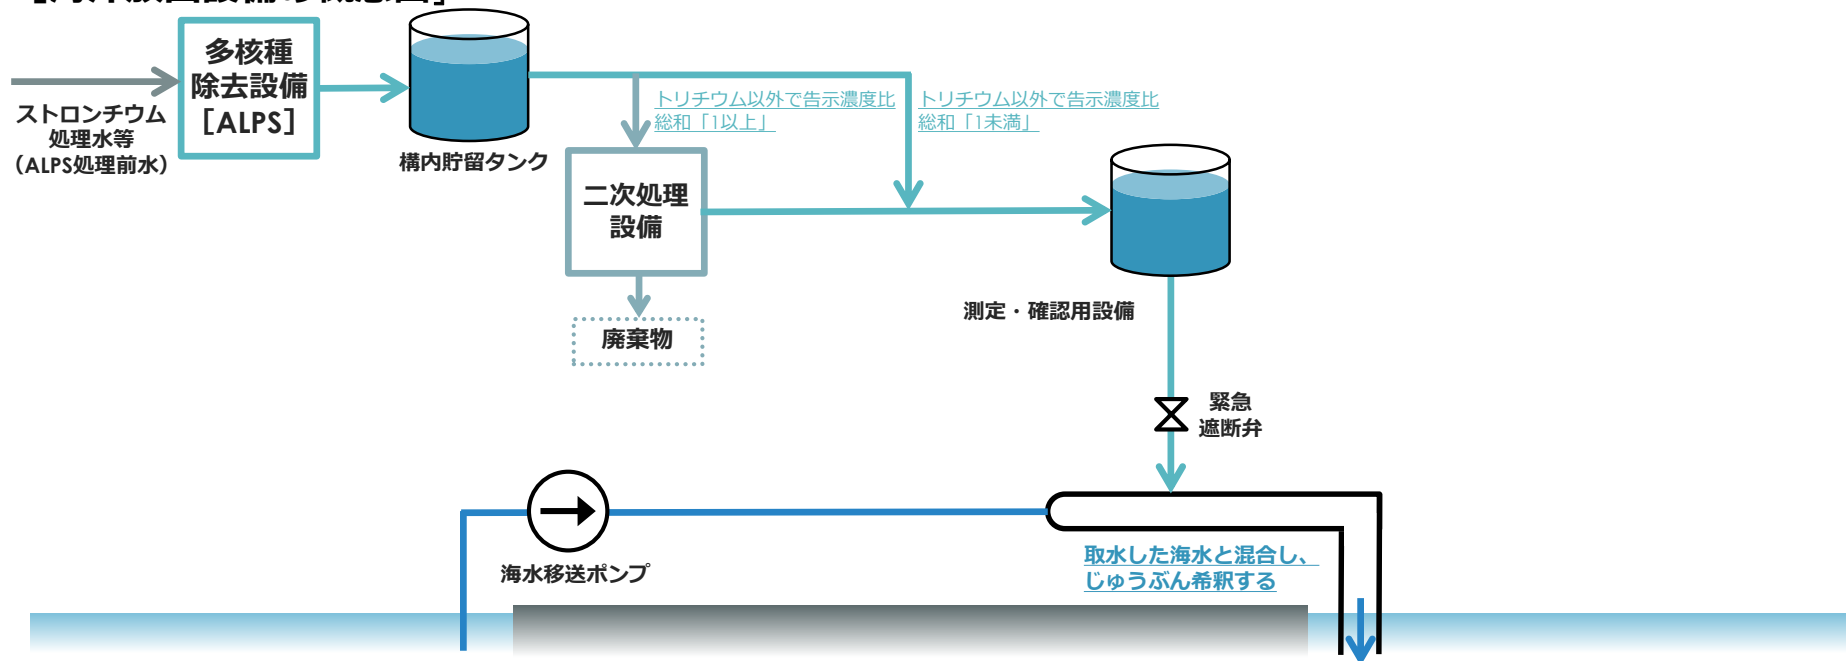 多核種
除去設備
［ALPS］
ストロンチウム
処理水等
（ALPS処理前水）
構内貯留タンク
トリチウム以外で告示濃度比
総和「1以上」
トリチウム以外で告示濃度比
総和「1未満」
二次処理
設備
廃棄物
測定・確認用設備
緊急
遮断弁
海水移送ポンプ
取水した海水と混合し、
じゅうぶん希釈する